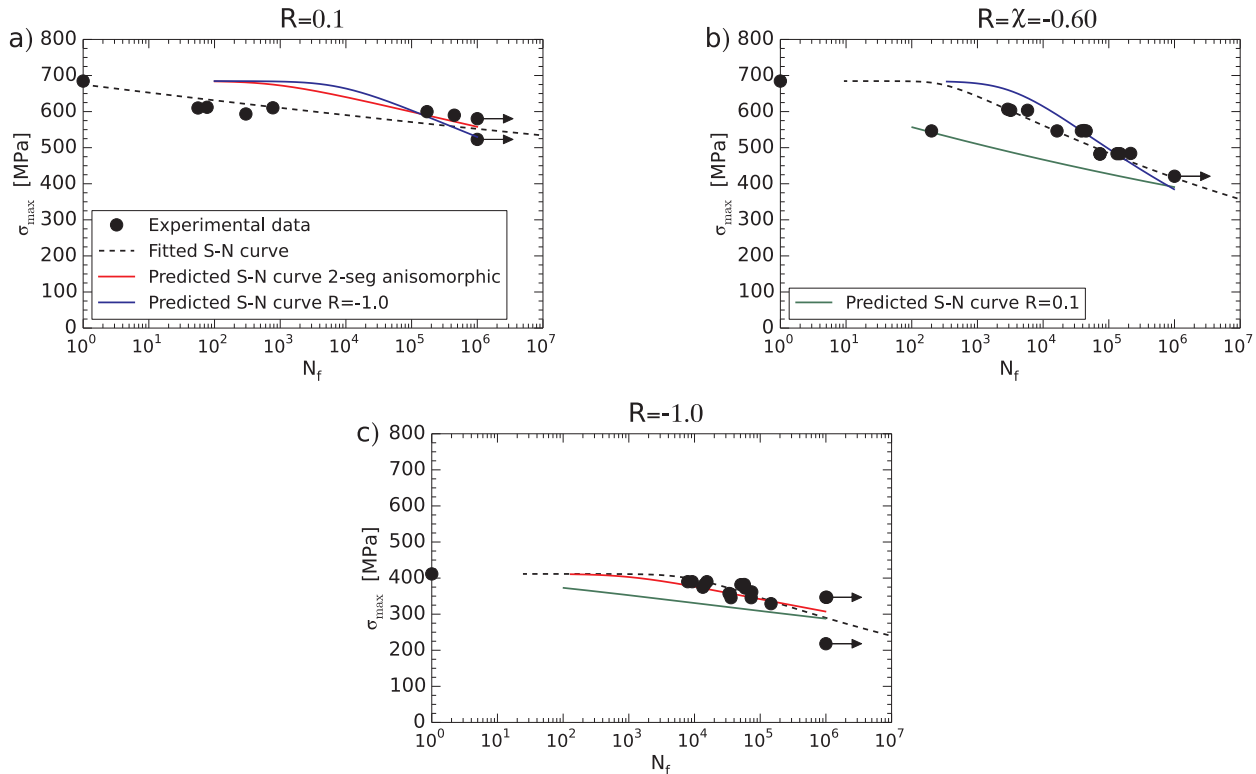 R=0.1
a)
800
700
600
500
400
300
200
100
0
σmax [MPa]
Experimental data
Fitted S-N curve
Predicted S-N curve 2-seg anisomorphic
Predicted S-N curve R=-1.0
10^0 10^1 10^2 10^3 10^4 10^5 10^6 10^7
N_f
R=χ=-0.60
b)
800
700
600
500
400
300
200
100
0
σmax [MPa]
Predicted S-N curve R=0.1
10^0 10^1 10^2 10^3 10^4 10^5 10^6 10^7
N_f
R=-1.0
c)
800
700
600
500
400
300
200
100
0
σmax [MPa]
10^0 10^1 10^2 10^3 10^4 10^5 10^6 10^7
N_f